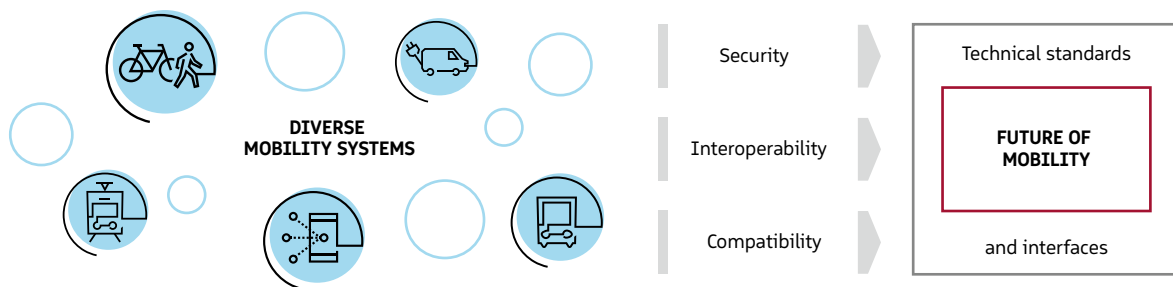 DIVERSE
MOBILITY SYSTEMS
Security
Interoperability
Compatibility
Technical standards
FUTURE OF
MOBILITY
and interfaces